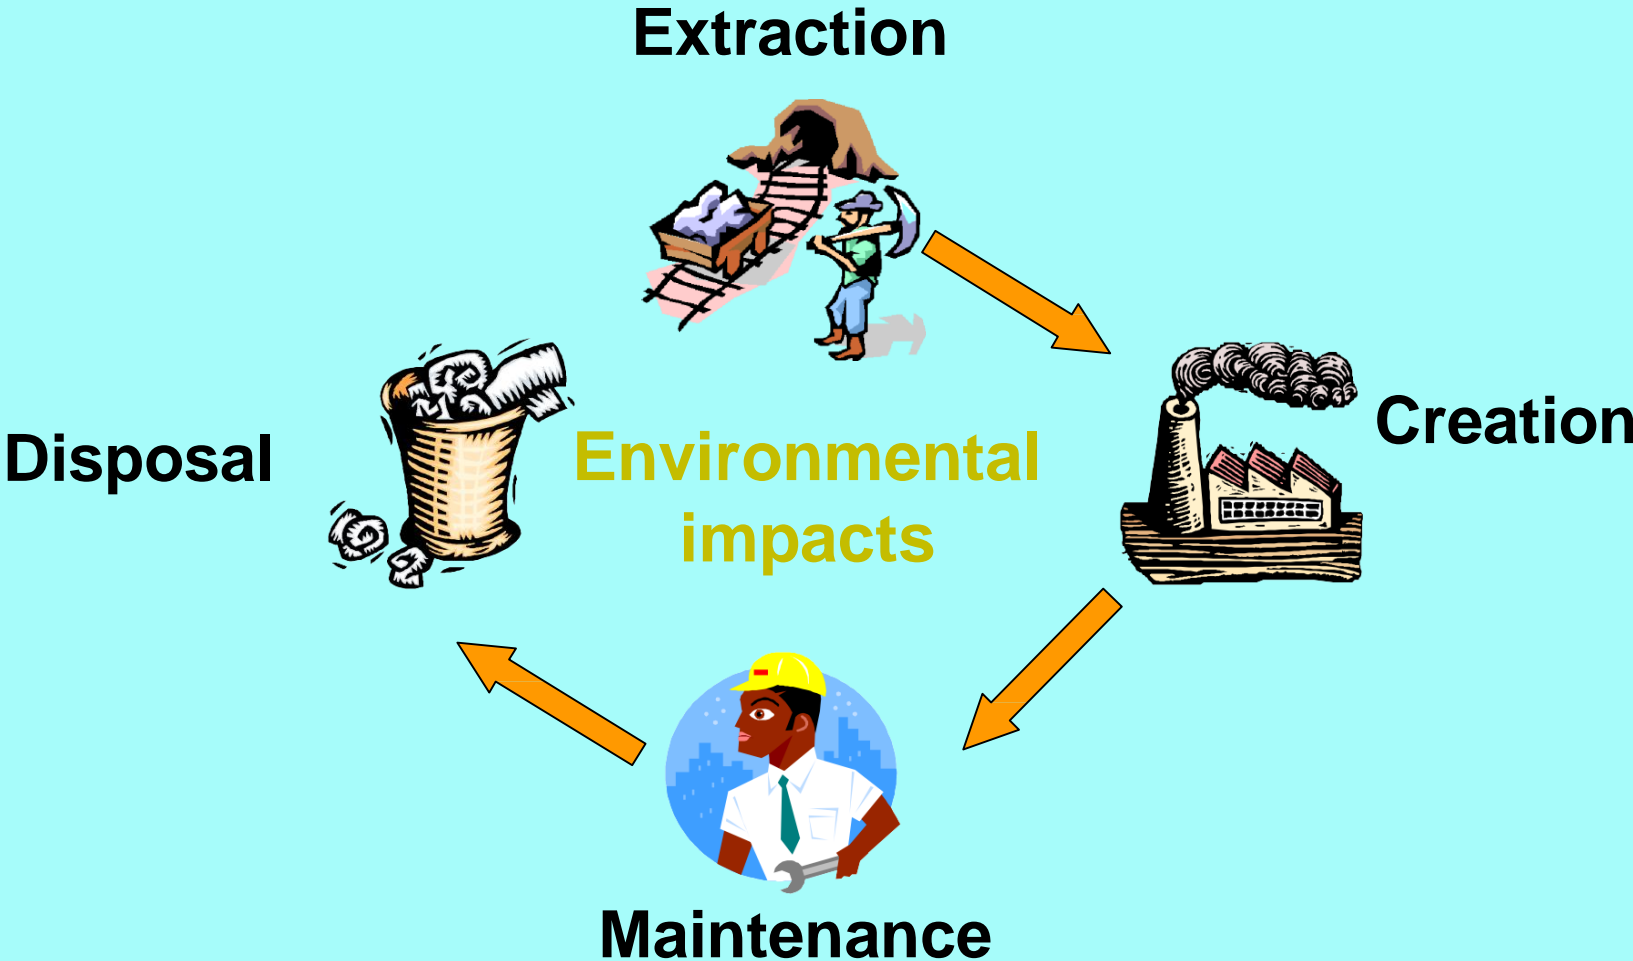 Extraction
Creation
Disposal
Environmental
impacts
Maintenance